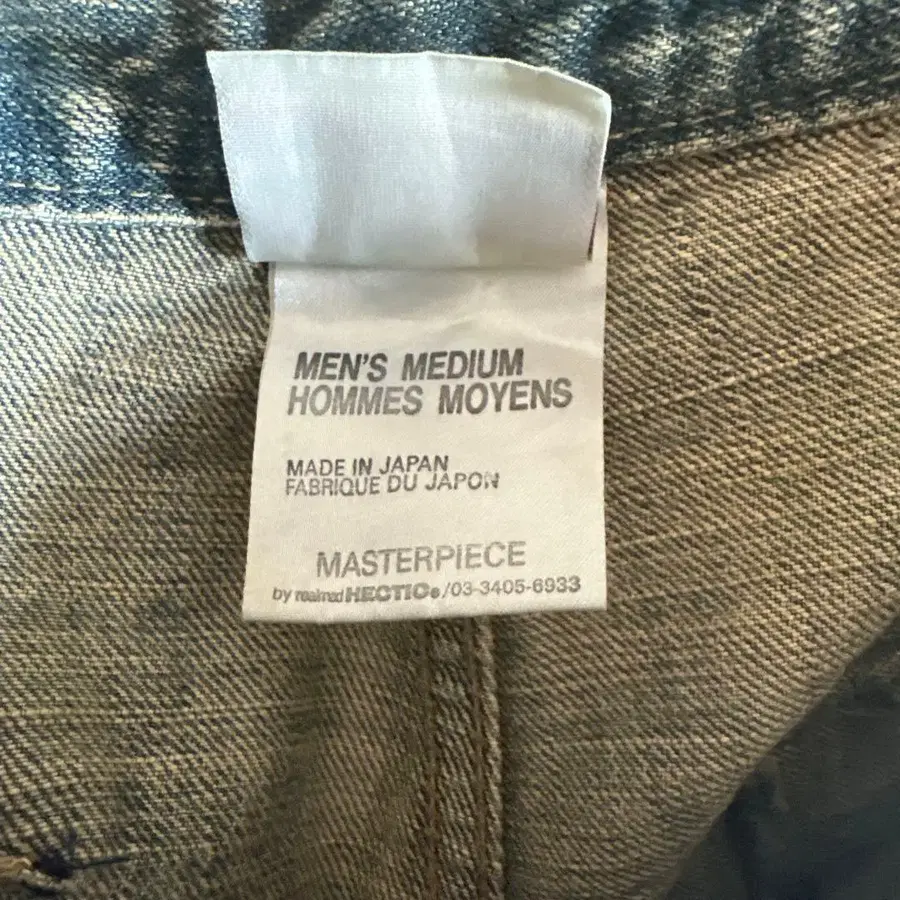 MEN'S MEDIUM
HOMMES MOYENS
MADE IN JAPAN
FABRIQUE DU JAPON
MASTERPIECE
by realmad HECTIC /03-3405-6933